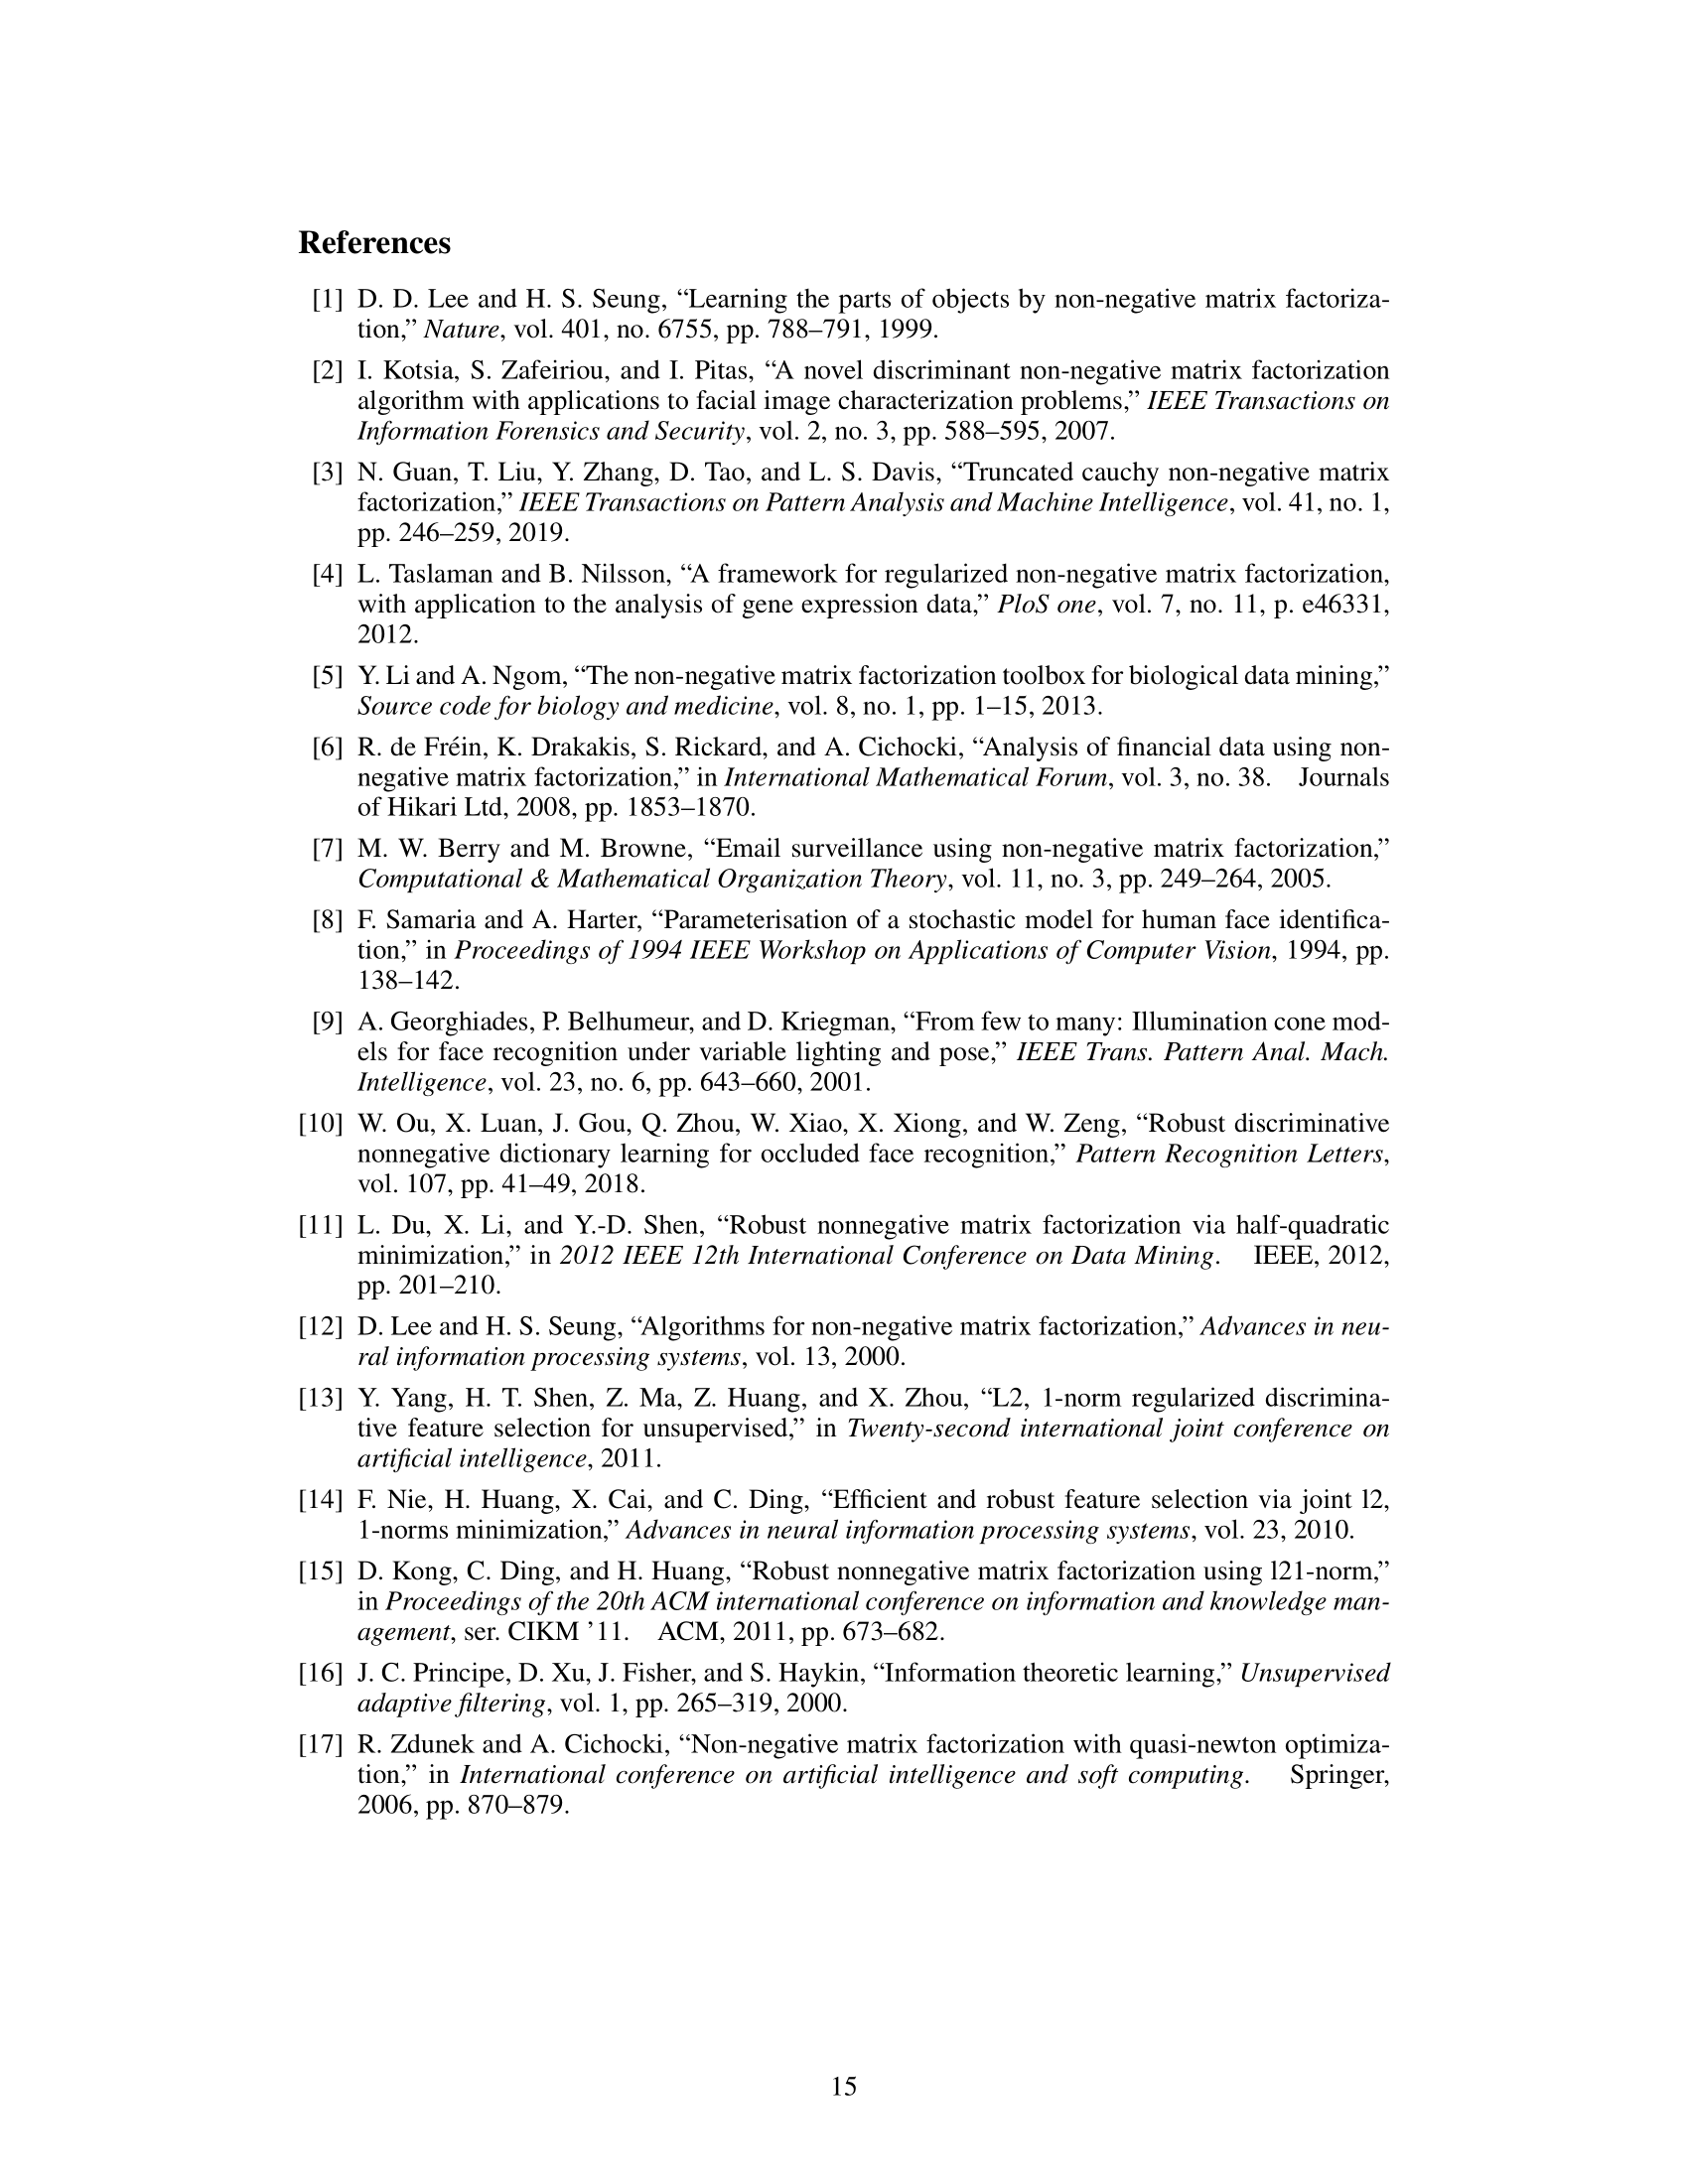 References
[1] D. D. Lee and H. S. Seung, “Learning the parts of objects by non-negative matrix factoriza-
tion,” Nature, vol. 401, no. 6755, pp. 788–791, 1999.
[2] I. Kotsia, S. Zafeiriou, and I. Pitas, “A novel discriminant non-negative matrix factorization
algorithm with applications to facial image characterization problems,” IEEE Transactions on
Information Forensics and Security, vol. 2, no. 3, pp. 588–595, 2007.
[3] N. Guan, T. Liu, Y. Zhang, D. Tao, and L. S. Davis, “Truncated cauchy non-negative matrix
factorization,” IEEE Transactions on Pattern Analysis and Machine Intelligence, vol. 41, no. 1,
pp. 246–259, 2019.
[4] L. Taslaman and B. Nilsson, “A framework for regularized non-negative matrix factorization,
with application to the analysis of gene expression data,” PloS one, vol. 7, no. 11, p. e46331,
2012.
[5] Y. Li and A. Ngom, “The non-negative matrix factorization toolbox for biological data mining,”
Source code for biology and medicine, vol. 8, no. 1, pp. 1–15, 2013.
[6] R. de Fréin, K. Drakakis, S. Rickard, and A. Cichocki, “Analysis of financial data using non-
negative matrix factorization,” in International Mathematical Forum, vol. 3, no. 38. Journals
of Hikari Ltd, 2008, pp. 1853–1870.
[7] M. W. Berry and M. Browne, “Email surveillance using non-negative matrix factorization,”
Computational & Mathematical Organization Theory, vol. 11, no. 3, pp. 249–264, 2005.
[8] F. Samaria and A. Harter, “Parameterisation of a stochastic model for human face identifica-
tion,” in Proceedings of 1994 IEEE Workshop on Applications of Computer Vision, 1994, pp.
138–142.
[9] A. Georghiades, P. Belhumeur, and D. Kriegman, “From few to many: Illumination cone mod-
els for face recognition under variable lighting and pose,” IEEE Trans. Pattern Anal. Mach.
Intelligence, vol. 23, no. 6, pp. 643–660, 2001.
[10] W. Ou, X. Luan, J. Gou, Q. Zhou, W. Xiao, X. Xiong, and W. Zeng, “Robust discriminative
nonnegative dictionary learning for occluded face recognition,” Pattern Recognition Letters,
vol. 107, pp. 41–49, 2018.
[11] L. Du, X. Li, and Y.-D. Shen, “Robust nonnegative matrix factorization via half-quadratic
minimization,” in 2012 IEEE 12th International Conference on Data Mining. IEEE, 2012,
pp. 201–210.
[12] D. Lee and H. S. Seung, “Algorithms for non-negative matrix factorization,” Advances in neu-
ral information processing systems, vol. 13, 2000.
[13] Y. Yang, H. T. Shen, Z. Ma, Z. Huang, and X. Zhou, “L2, 1-norm regularized discrimina-
tive feature selection for unsupervised,” in Twenty-second international joint conference on
artificial intelligence, 2011.
[14] F. Nie, H. Huang, X. Cai, and C. Ding, “Efficient and robust feature selection via joint l2,
1-norms minimization,” Advances in neural information processing systems, vol. 23, 2010.
[15] D. Kong, C. Ding, and H. Huang, “Robust nonnegative matrix factorization using l21-norm,”
in Proceedings of the 20th ACM international conference on information and knowledge man-
agement, ser. CIKM ’11. ACM, 2011, pp. 673–682.
[16] J. C. Principe, D. Xu, J. Fisher, and S. Haykin, “Information theoretic learning,” Unsupervised
adaptive filtering, vol. 1, pp. 265–319, 2000.
[17] R. Zdunek and A. Cichocki, “Non-negative matrix factorization with quasi-newton optimiza-
tion,” in International conference on artificial intelligence and soft computing. Springer,
2006, pp. 870–879.
15